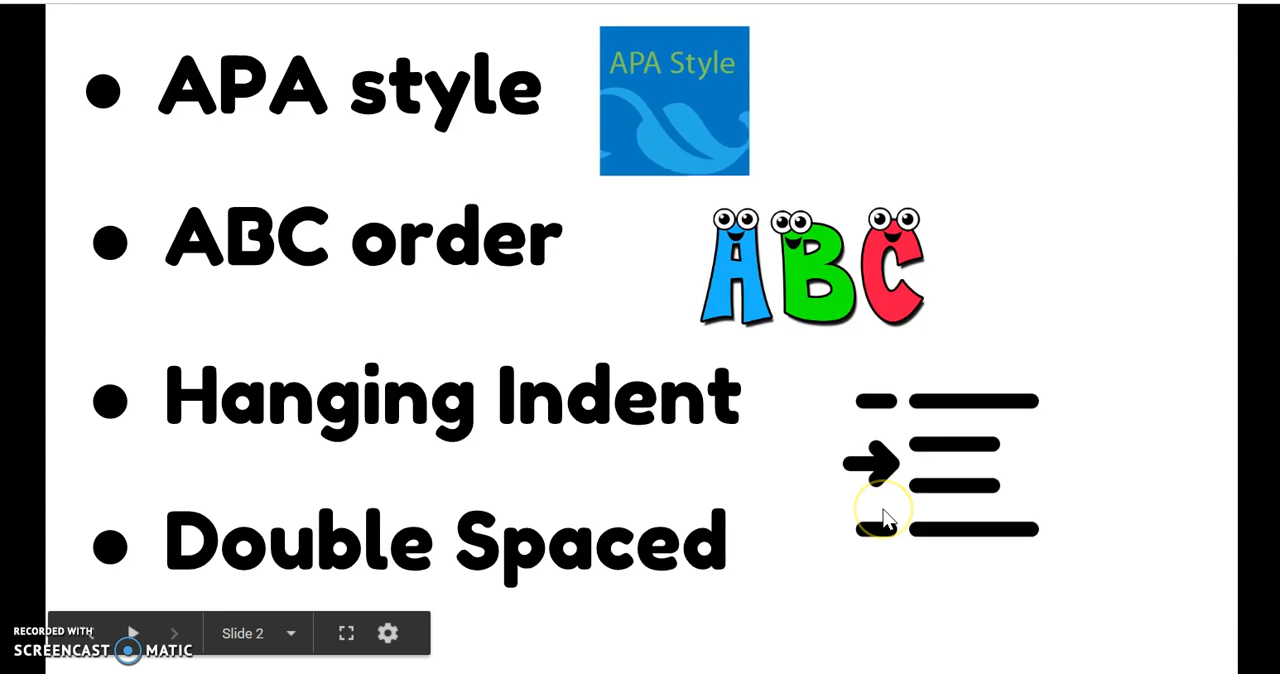 ● APA style
APA Style
● ABC order
ABC
● Hanging Indent
● Double Spaced
Slide 2
RECORDED WITH
SCREENCAST MATIC